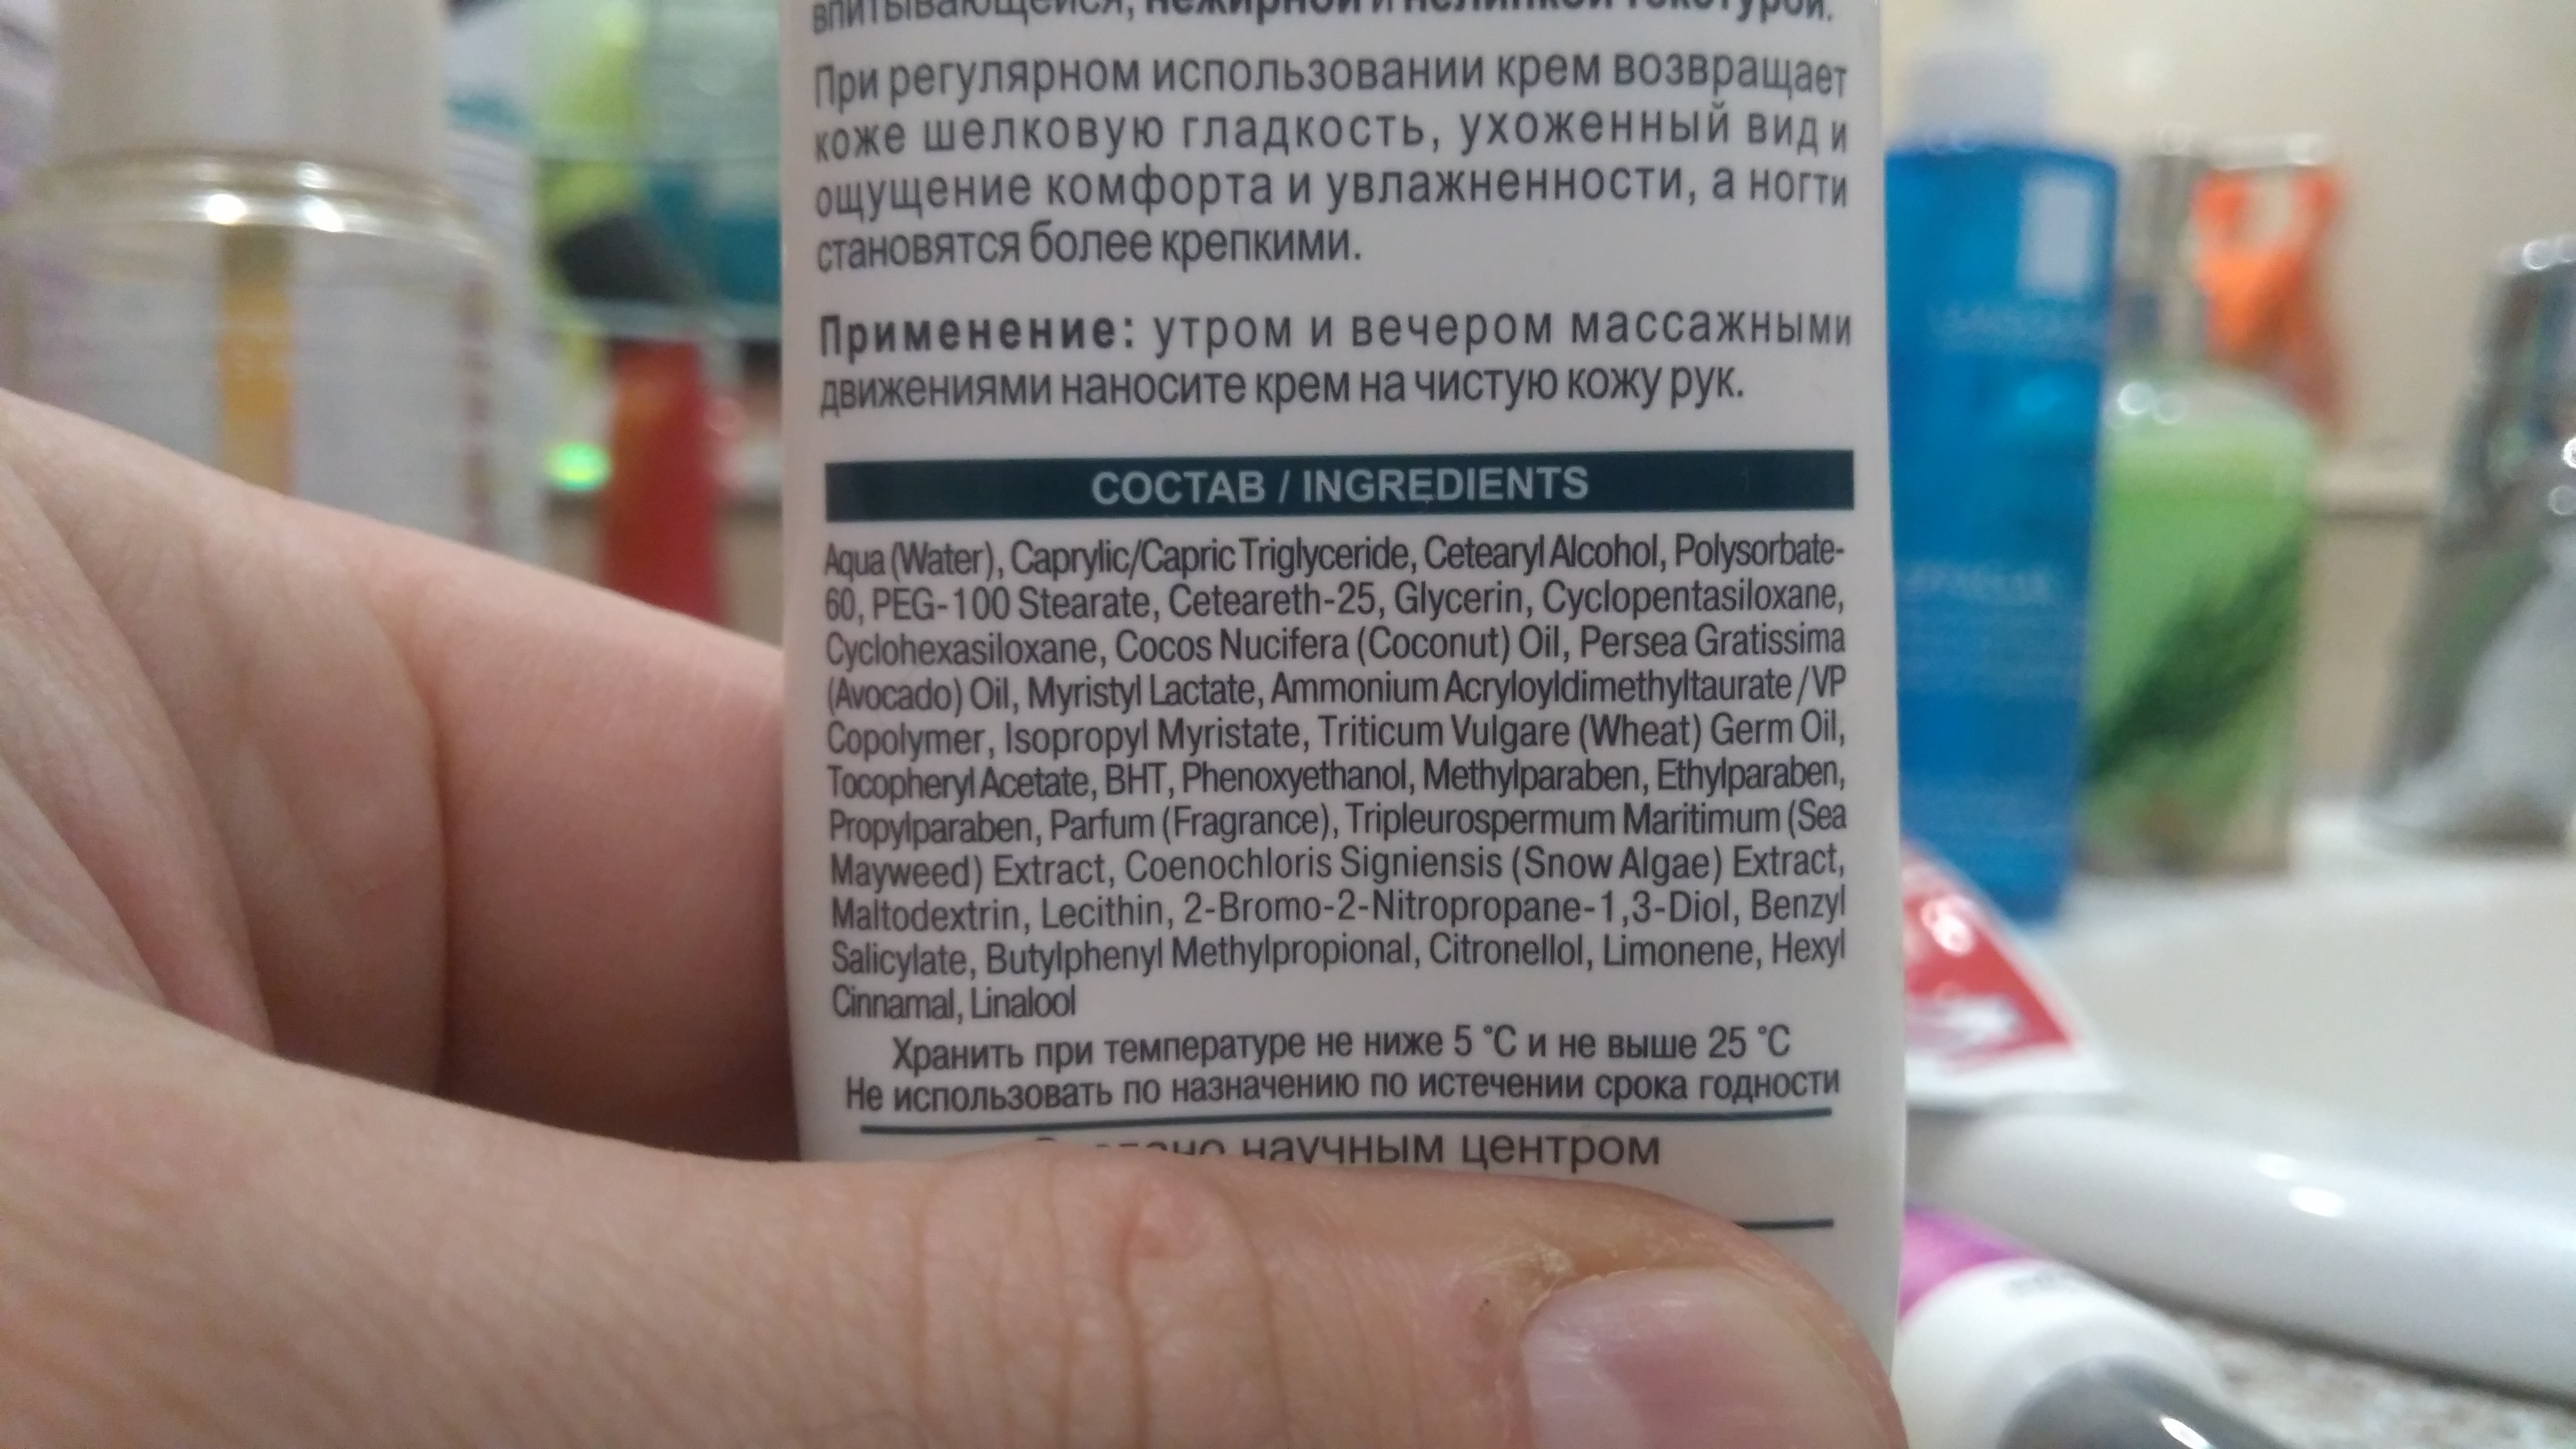 впитывающейся, нежирной и нелипкой текстурой.
При регулярном использовании крем возвращает
коже шелковую гладкость, ухоженный вид и
ощущение комфорта и увлажненности, а ногти
становятся более крепкими.
Применение: утром и вечером массажными
движениями наносите крем на чистую кожу рук.
СОСТАВ / INGREDIENTS
Aqua (Water), Caprylic/Capric Triglyceride, Cetearyl Alcohol, Polysorbate-
60, PEG-100 Stearate, Ceteareth-25, Glycerin, Cyclopentasiloxane,
Cyclohexasiloxane, Cocos Nucifera (Coconut) Oil, Persea Gratissima
(Avocado) Oil, Myristyl Lactate, Ammonium Acryloyldimethyltaurate /VP
Copolymer, Isopropyl Myristate, Triticum Vulgare (Wheat) Germ Oil,
Tocopheryl Acetate, BHT, Phenoxyethanol, Methylparaben, Ethylparaben,
Propylparaben, Parfum (Fragrance), Tripleurospermum Maritimum (Sea
Mayweed) Extract, Coenochloris Signiensis (Snow Algae) Extract,
Maltodextrin, Lecithin, 2-Bromo-2-Nitropropane-1,3-Diol, Benzyl
Salicylate, Butylphenyl Methylpropional, Citronellol, Limonene, Hexyl
Cinnamal, Linalool
Хранить при температуре не ниже 5 °C и не выше 25 °C
Не использовать по назначению по истечении срока годности
научным центром